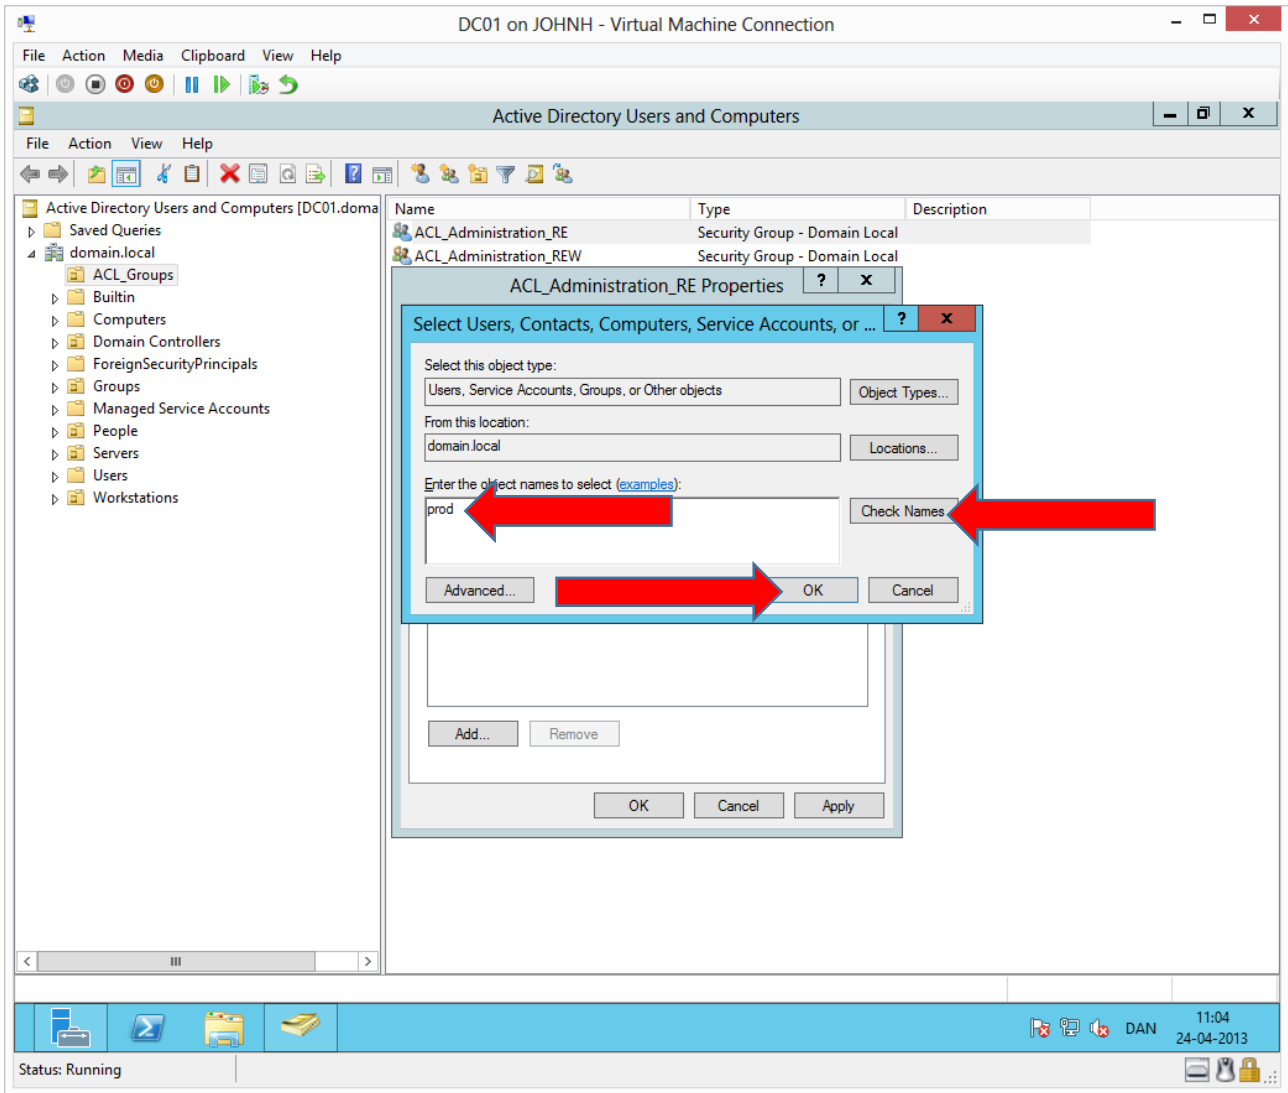 DC01 on JOHNH - Virtual Machine Connection
File Action Media Clipboard View Help
Active Directory Users and Computers
File Action View Help
Active Directory Users and Computers [DC01.doma
Saved Queries
domain.local
ACL_Groups
Builtin
Computers
Domain Controllers
ForeignSecurityPrincipals
Groups
Managed Service Accounts
People
Servers
Users
Workstations
Name Type Description
ACL_Administration_RE Security Group - Domain Local
ACL_Administration_REW Security Group - Domain Local
ACL_Administration_RE Properties
Select Users, Contacts, Computers, Service Accounts, or ...
Select this object type:
Users, Service Accounts, Groups, or Other objects Object Types...
From this location:
domain.local Locations...
Enter the object names to select (examples):
prod Check Names
Advanced... OK Cancel
Add... Remove
OK Cancel Apply
DAN 11:04
24-04-2013
Status: Running